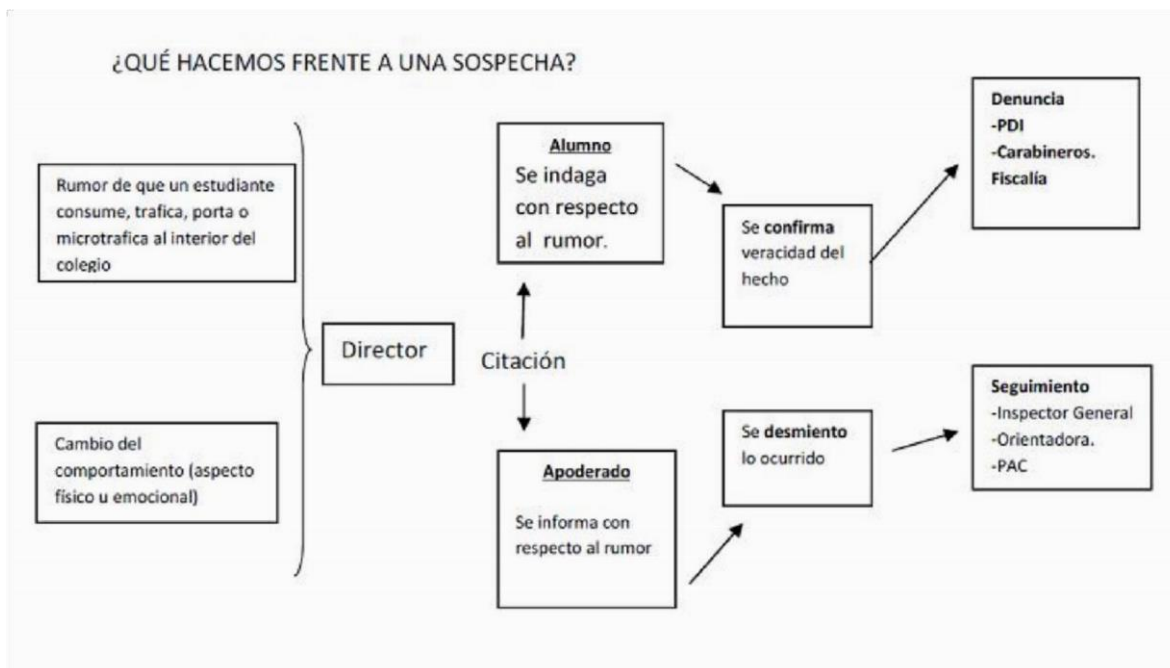 ¿QUÉ HACEMOS FRENTE A UNA SOSPECHA?
Rumor de que un estudiante
consume, trafica, porta o
microtrafica al interior del
colegio
Cambio del
comportamiento (aspecto
físico u emocional)
Director
Citación
Alumno
Se indaga
con respecto
al rumor.
Apoderado
Se informa con
respecto al rumor
Se confirma
veracidad del
hecho
Se desmiento
lo ocurrido
Denuncia
-PDI
-Carabineros.
Fiscalía
Seguimiento
-Inspector General
-Orientadora.
-PAC